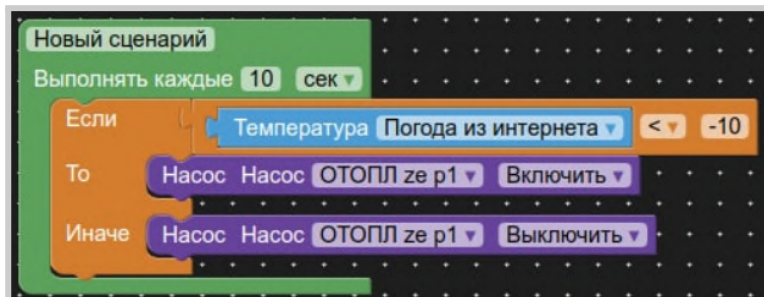 Новый сценарий
Выполнять каждые 10 сек
Если Температура Погода из интернета < -10
То Насос Насос ОТОПЛ ze p1 Включить
Иначе Насос Насос ОТОПЛ ze p1 Выключить